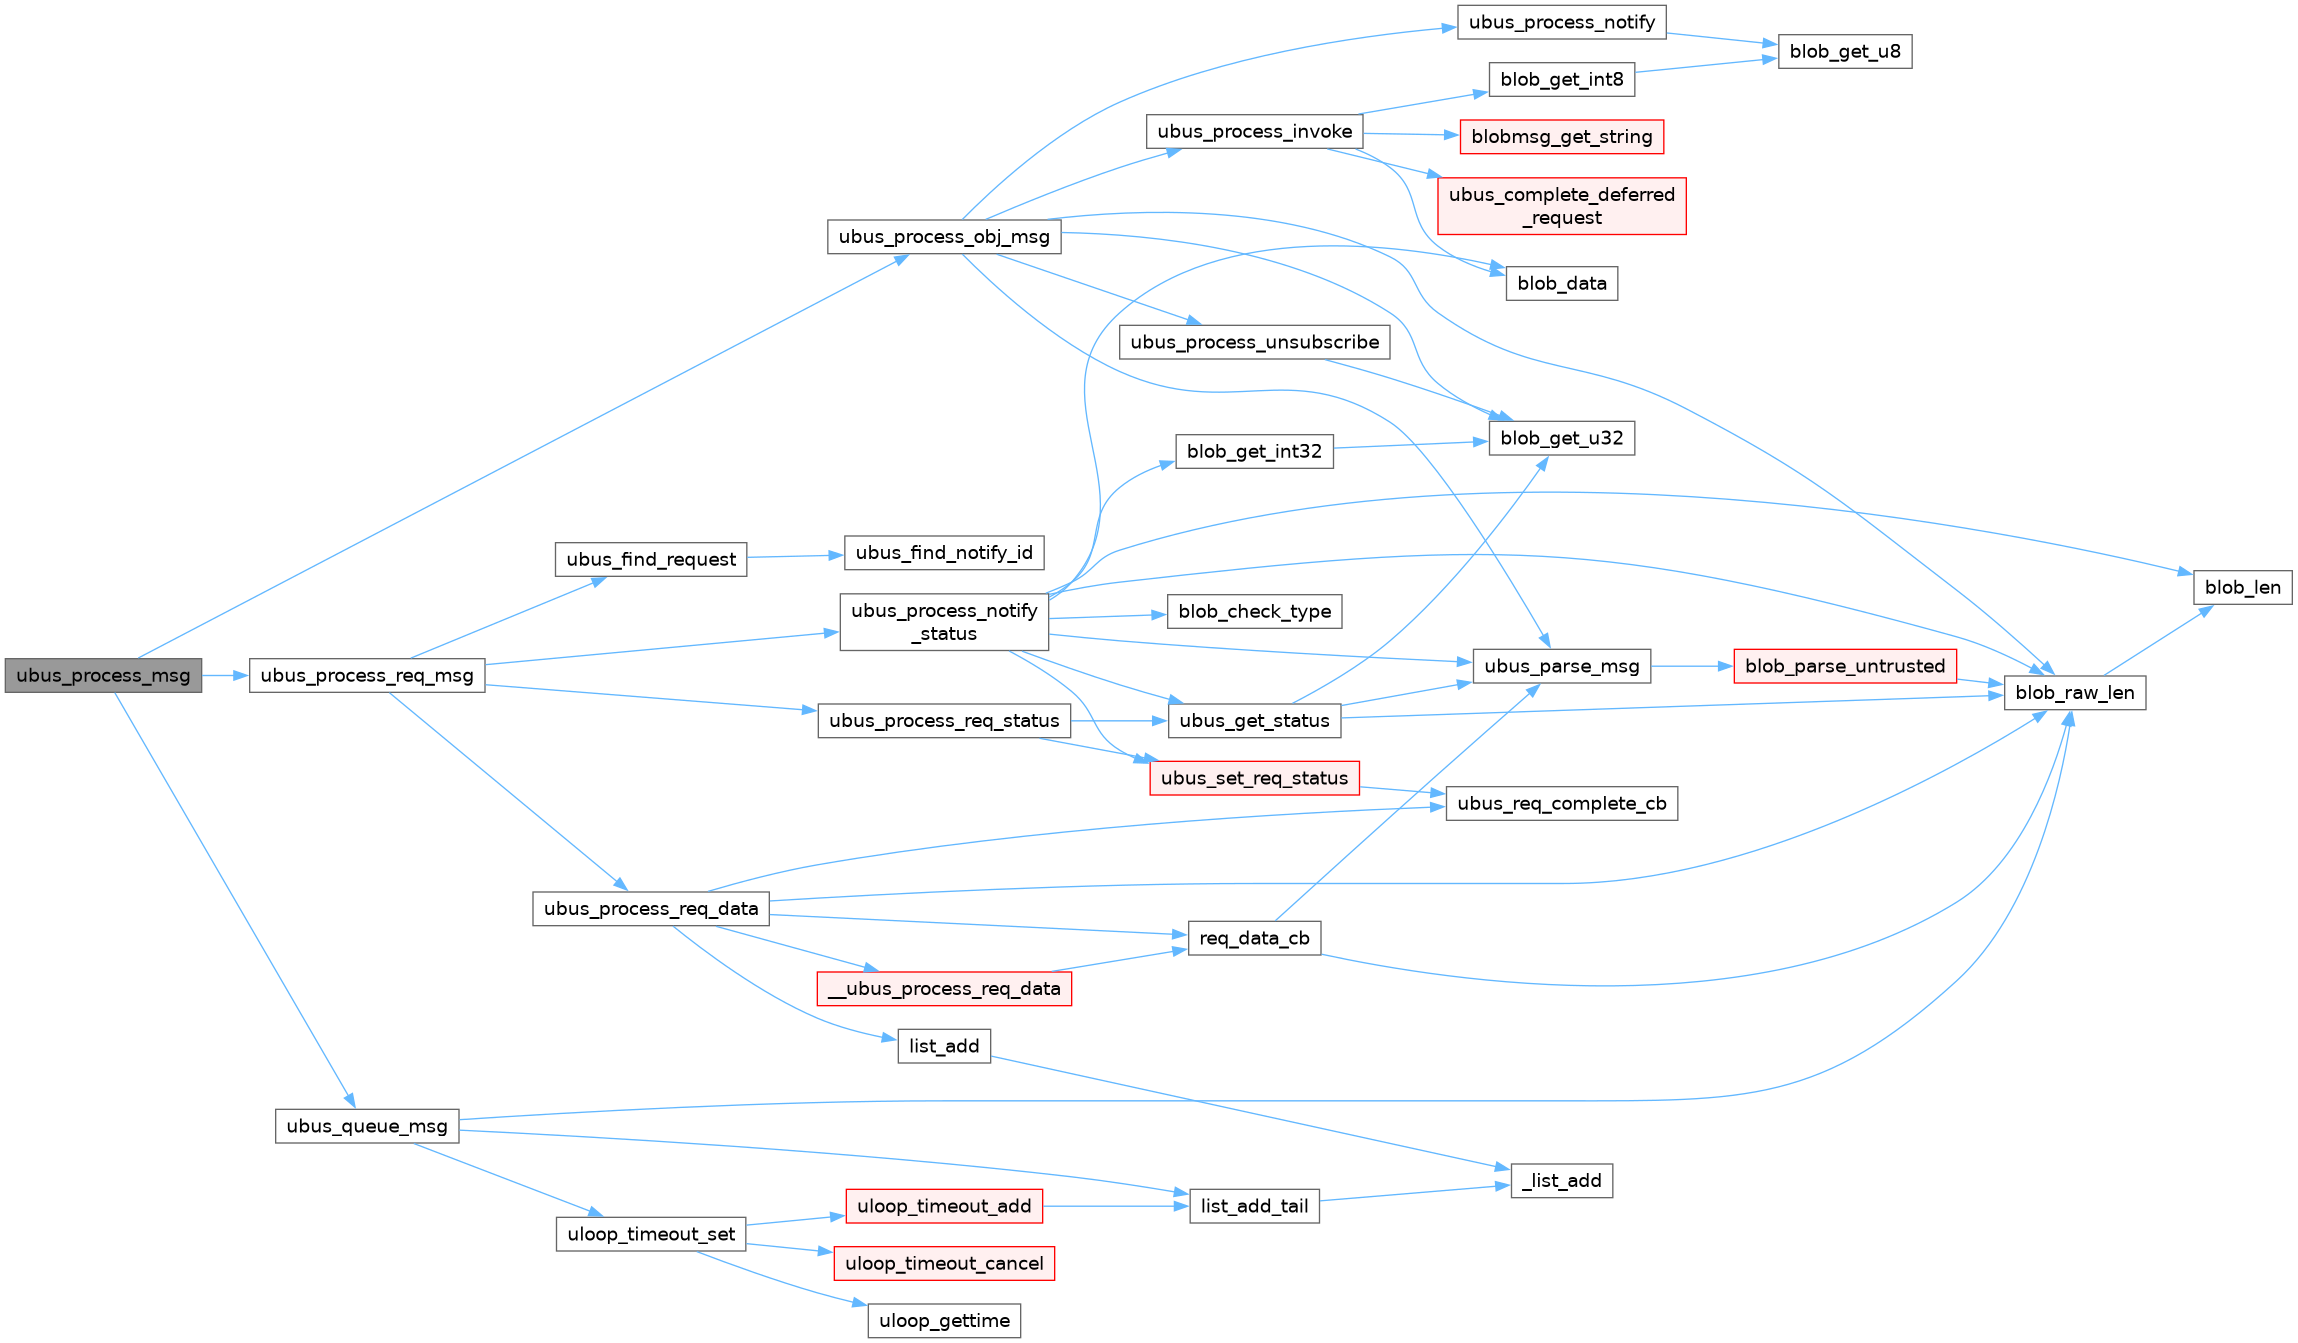 ubus_process_notify
blob_get_u8
blob_get_int8
ubus_process_invoke
blobmsg_get_string
ubus_complete_deferred
_request
ubus_process_obj_msg
blob_data
ubus_process_unsubscribe
blob_get_u32
blob_get_int32
ubus_find_request
ubus_find_notify_id
blob_len
ubus_process_notify
_status
blob_check_type
ubus_process_msg
ubus_process_req_msg
ubus_parse_msg
blob_parse_untrusted
blob_raw_len
ubus_process_req_status
ubus_get_status
ubus_set_req_status
ubus_req_complete_cb
ubus_process_req_data
req_data_cb
__ubus_process_req_data
list_add
ubus_queue_msg
_list_add
uloop_timeout_add
list_add_tail
uloop_timeout_set
uloop_timeout_cancel
uloop_gettime